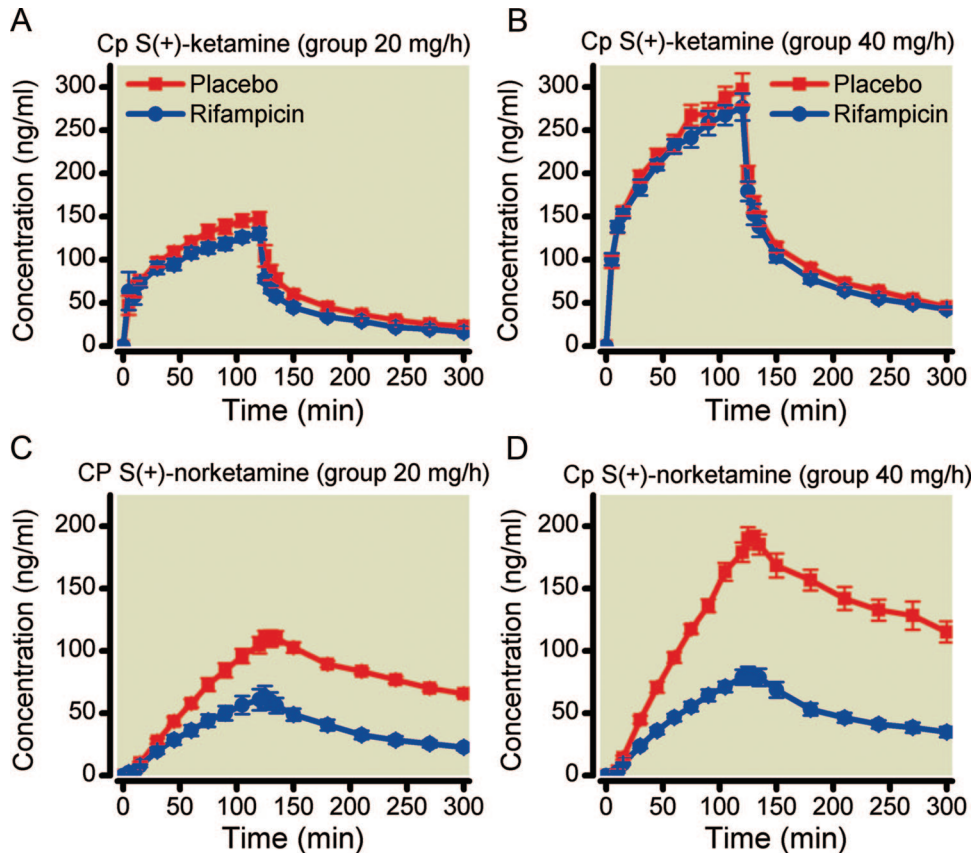 A
Cp S(+)-ketamine (group 20 mg/h)
Concentration (ng/ml)
300
250
200
150
100
50
0
Placebo
Rifampicin
0 50 100 150 200 250 300
Time (min)
B
Cp S(+)-ketamine (group 40 mg/h)
Concentration (ng/ml)
300
250
200
150
100
50
0
Placebo
Rifampicin
0 50 100 150 200 250 300
Time (min)
C
CP S(+)-norketamine (group 20 mg/h)
Concentration (ng/ml)
200
150
100
50
0
0 50 100 150 200 250 300
Time (min)
D
Cp S(+)-norketamine (group 40 mg/h)
Concentration (ng/ml)
200
150
100
50
0
0 50 100 150 200 250 300
Time (min)